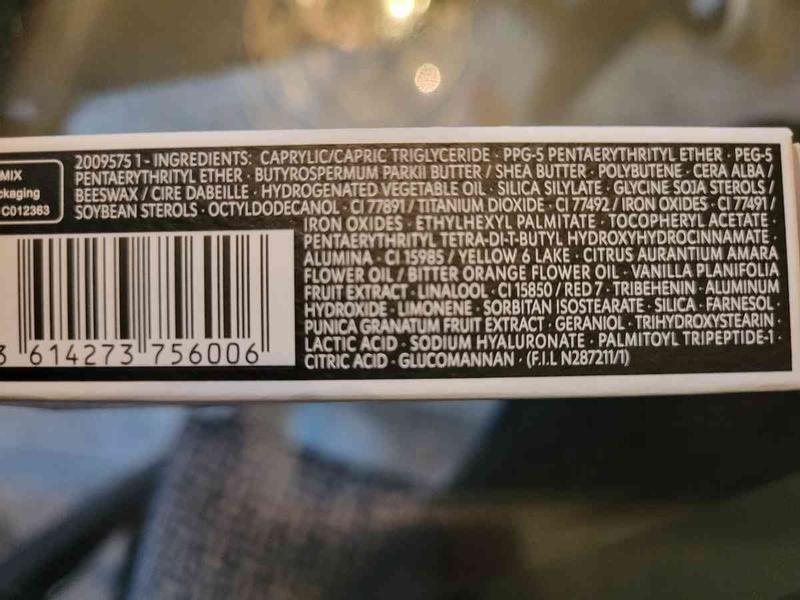 MIX
ckaging
C012363
2009575 1 - INGREDIENTS: CAPRYLIC/CAPRIC TRIGLYCERIDE · PPG-5 PENTAERYTHRITYL ETHER · PEG-5
PENTAERYTHRITYL ETHER · BUTYROSPERMUM PARKII BUTTER / SHEA BUTTER · POLYBUTENE · CERA ALBA /
BEESWAX / CIRE DABEILLE · HYDROGENATED VEGETABLE OIL · SILICA SILYLATE · GLYCINE SOJA STEROLS /
SOYBEAN STEROLS · OCTYLDODECANOL · CI 77891 / TITANIUM DIOXIDE · CI 77492 / IRON OXIDES · CI 77491 /
IRON OXIDES · ETHYLHEXYL PALMITATE · TOCOPHERYL ACETATE ·
PENTAERYTHRITYL TETRA-DI-T-BUTYL HYDROXYHYDROCINNAMATE ·
ALUMINA · CI 15985 / YELLOW 6 LAKE · CITRUS AURANTIUM AMARA
FLOWER OIL / BITTER ORANGE FLOWER OIL · VANILLA PLANIFOLIA
FRUIT EXTRACT · LINALOOL · CI 15850 / RED 7 · TRIBEHENIN · ALUMINUM
HYDROXIDE · LIMONENE · SORBITAN ISOSTEARATE · SILICA · FARNESOL ·
PUNICA GRANATUM FRUIT EXTRACT · GERANIOL · TRIHYDROXYSTEARIN ·
LACTIC ACID · SODIUM HYALURONATE · PALMITOYL TRIPEPTIDE-1 ·
CITRIC ACID · GLUCOMANNAN · (F.I.L N287211/1)
3 614273 756006